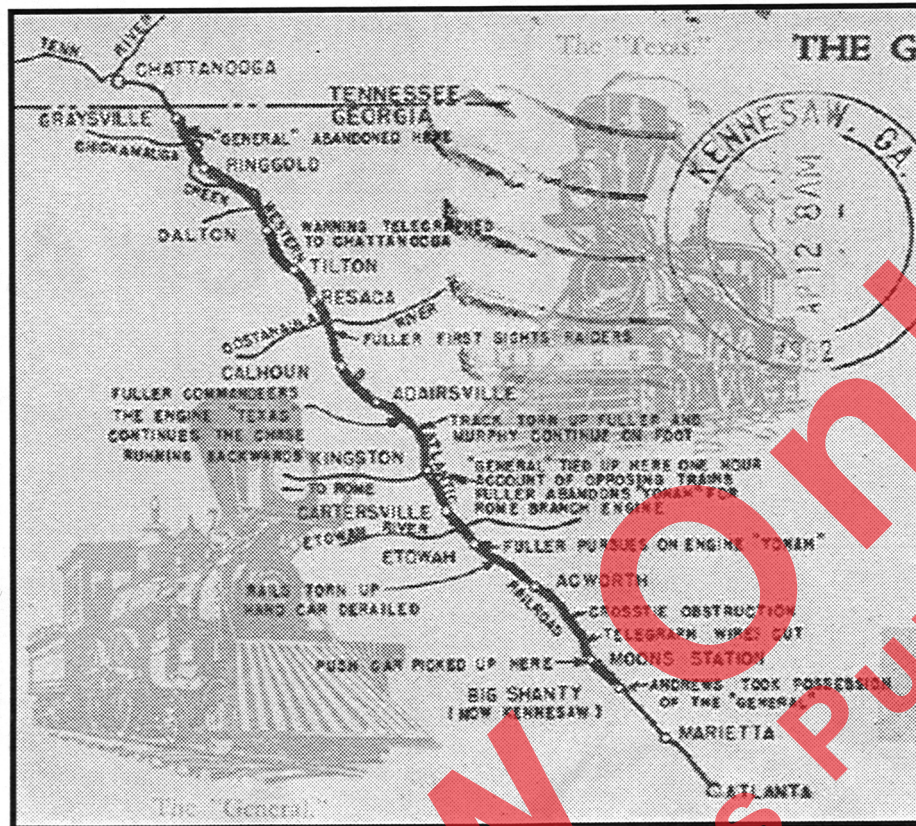 The "Texas."
THE G
TENN.
RIVER
CHATTANOOGA
KENNESAW, GA.
TENNESSEE
GEORGIA
GRAYSVILLE
"GENERAL" ABANDONED HERE
CHICKAMAUGA
CREEK
RINGGOLD
12 8AM
WESTERN
DALTON
WARNING TELEGRAPHED
TO CHATTANOOGA
TILTON
RESACA
OOSTANAULA
RIVER
FULLER FIRST SIGHTS RAIDERS
CALHOUN
ADAIRSVILLE
FULLER COMMANDEERS
THE ENGINE "TEXAS"
CONTINUES THE CHASE
RUNNING BACKWARDS
TRACK TORN UP FULLER AND
MURPHY CONTINUE ON FOOT
ATLANTIC
KINGSTON
TO ROME
"GENERAL" TIED UP HERE ONE HOUR
ACCOUNT OF OPPOSING TRAINS
FULLER ABANDONS "YONAH" FOR
ROME BRANCH ENGINE
CARTERSVILLE
ETOWAH RIVER
ETOWAH
FULLER PURSUES ON ENGINE "YONAH"
RAILS TORN UP
HAND CAR DERAILED
ACWORTH
RAILROAD
CROSSTIE OBSTRUCTION
TELEGRAPH WIRES CUT
PUSH CAR PICKED UP HERE
MOONS STATION
BIG SHANTY
(NOW KENNESAW)
ANDREWS TOOK POSSESSION
OF THE "GENERAL"
MARIETTA
ATLANTA
The "General."